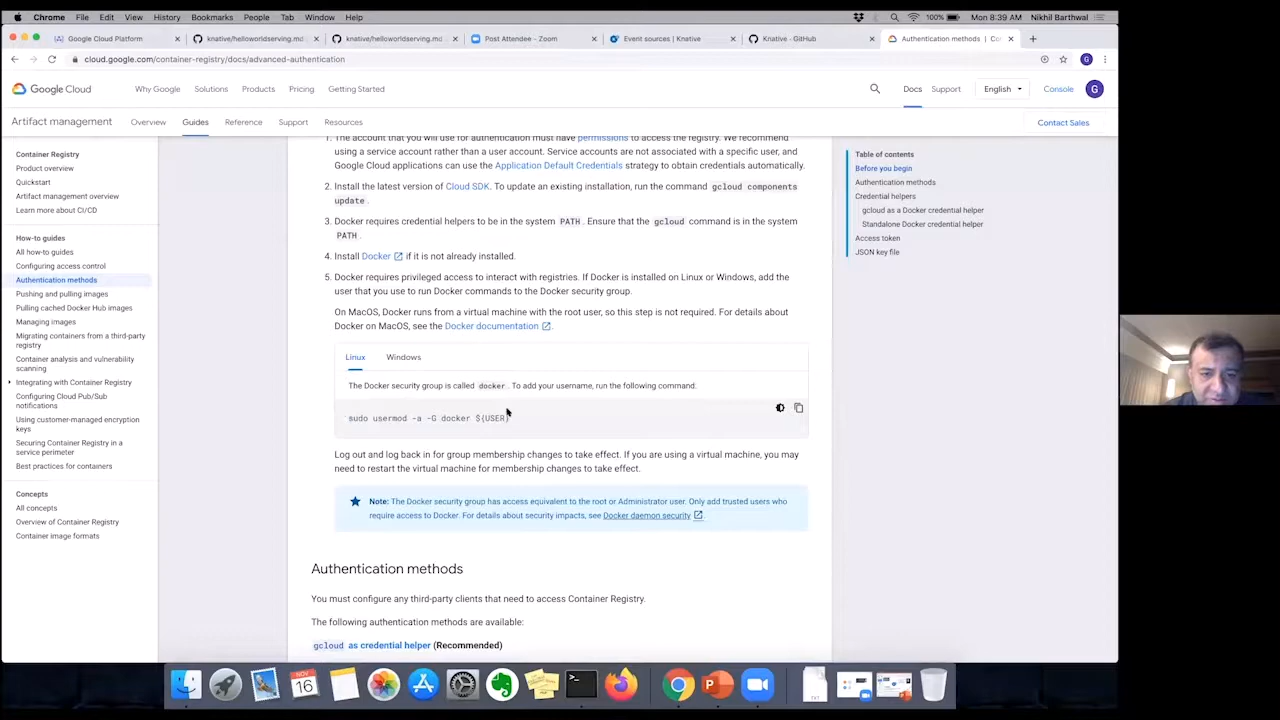 Chrome File Edit View History Bookmarks People Tab Window Help 100% Mon 8:39 AM Nikhil Barthwal
Google Cloud Platform × knative/helloworldserving.md × knative/helloworldserving.md × Post Attendee - Zoom × Event sources | Knative × Knative · GitHub × Authentication methods | Co ×
cloud.google.com/container-registry/docs/advanced-authentication G
Google Cloud Why Google Solutions Products Pricing Getting Started Docs Support English Console G
Artifact management Overview Guides Reference Support Resources Contact Sales
Container Registry
Product overview
Quickstart
Artifact management overview
Learn more about CI/CD
How-to guides
All how-to guides
Configuring access control
Authentication methods
Pushing and pulling images
Pulling cached Docker Hub images
Managing images
Migrating containers from a third-party
registry
Container analysis and vulnerability
scanning
Integrating with Container Registry
Configuring Cloud Pub/Sub
notifications
Using customer-managed encryption
keys
Securing Container Registry in a
service perimeter
Best practices for containers
Concepts
All concepts
Overview of Container Registry
Container image formats
1. The account that you will use for authentication must have permissions to access the registry. We recommend
using a service account rather than a user account. Service accounts are not associated with a specific user, and
Google Cloud applications can use the Application Default Credentials strategy to obtain credentials automatically.
2. Install the latest version of Cloud SDK. To update an existing installation, run the command gcloud components
update.
3. Docker requires credential helpers to be in the system PATH. Ensure that the gcloud command is in the system
PATH.
4. Install Docker if it is not already installed.
5. Docker requires privileged access to interact with registries. If Docker is installed on Linux or Windows, add the
user that you use to run Docker commands to the Docker security group.
On MacOS, Docker runs from a virtual machine with the root user, so this step is not required. For details about
Docker on MacOS, see the Docker documentation.
Linux Windows
The Docker security group is called docker. To add your username, run the following command.
sudo usermod -a -G docker ${USER}
Log out and log back in for group membership changes to take effect. If you are using a virtual machine, you may
need to restart the virtual machine for membership changes to take effect.
Note: The Docker security group has access equivalent to the root or Administrator user. Only add trusted users who
require access to Docker. For details about security impacts, see Docker daemon security.
Authentication methods
You must configure any third-party clients that need to access Container Registry.
The following authentication methods are available:
gcloud as credential helper (Recommended)
Table of contents
Before you begin
Authentication methods
Credential helpers
gcloud as a Docker credential helper
Standalone Docker credential helper
Access token
JSON key file
NOV
16
TXT